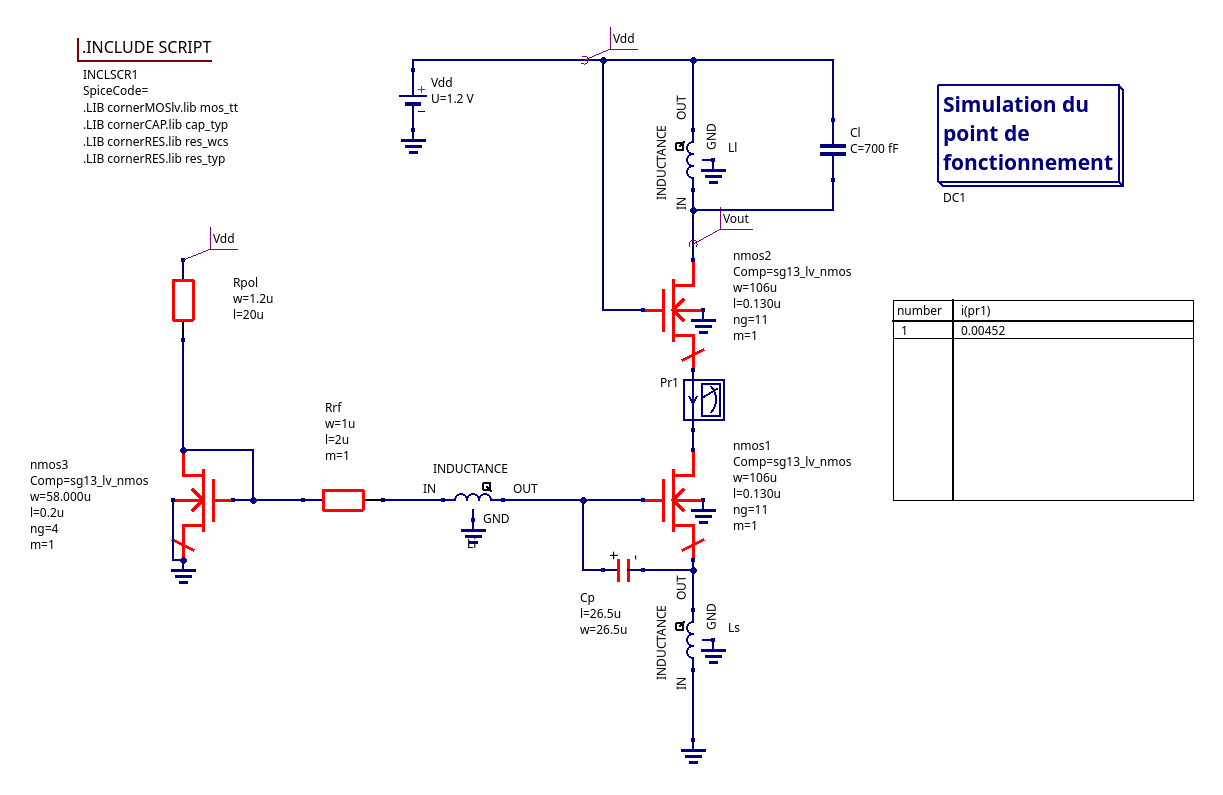 .INCLUDE SCRIPT
INCLSCR1
SpiceCode=
.LIB cornerMOSlv.lib mos_tt
.LIB cornerCAP.lib cap_typ
.LIB cornerRES.lib res_wcs
.LIB cornerRES.lib res_typ
Vdd
Vdd
U=1.2 V
+
−
OUT
INDUCTANCE
GND
Ll
IN
Cl
C=700 fF
Simulation du
point de
fonctionnement
DC1
Vdd
Vout
Rpol
w=1.2u
l=20u
nmos2
Comp=sg13_lv_nmos
w=106u
l=0.130u
ng=11
m=1
number i(pr1)
1 0.00452
Pr1
Rrf
w=1u
l=2u
m=1
nmos3
Comp=sg13_lv_nmos
w=58.000u
l=0.2u
ng=4
m=1
INDUCTANCE
IN
OUT
GND
nmos1
Comp=sg13_lv_nmos
w=106u
l=0.130u
ng=11
m=1
+
-
Cp
l=26.5u
w=26.5u
OUT
INDUCTANCE
GND
Ls
IN